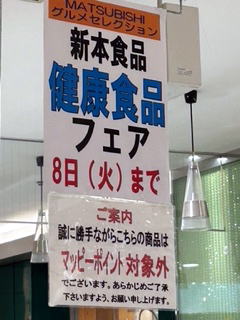 MATSUBISHI
グルメセレクション
新本食品
健康食品
フェア
8日(火)まで
ご案内
誠に勝手ながらこちらの商品は
マッピーポイント対象外
でございます。あらかじめご了承
下さいますよう、お願い申し上げます。